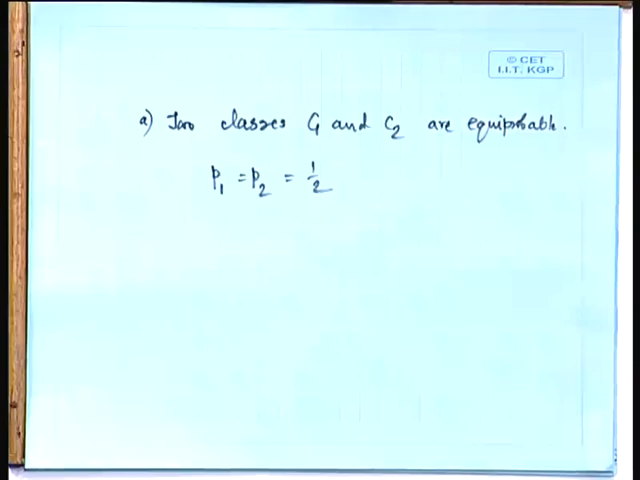 © CET
I.I.T. KGP
a) Two classes C₁ and C₂ are equiprobable.
p₁ = p₂ = 1/2